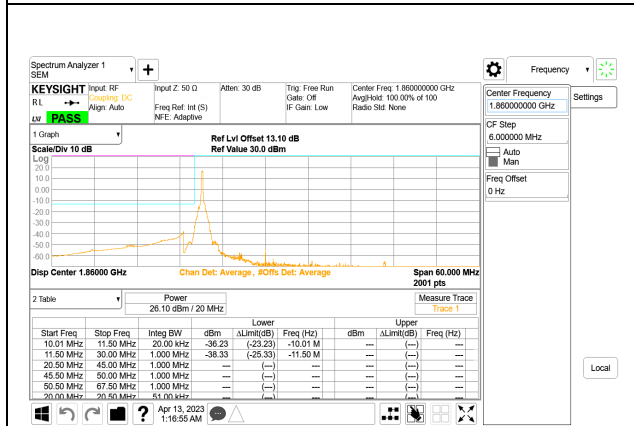 Spectrum Analyzer 1
SEM
+
Frequency
KEYSIGHT
R L
LXI
PASS
Input: RF
Coupling: DC
Align: Auto
Input Z: 50 Ω
Freq Ref: Int (S)
NFE: Adaptive
Atten: 30 dB
Trig: Free Run
Gate: Off
IF Gain: Low
Center Freq: 1.860000000 GHz
Avg|Hold: 100.00% of 100
Radio Std: None
Center Frequency
1.860000000 GHz
Settings
CF Step
6.000000 MHz
Auto
Man
Freq Offset
0 Hz
1 Graph
Scale/Div 10 dB
Ref Lvl Offset 13.10 dB
Ref Value 30.0 dBm
Log
20.0
10.0
0.00
-10.0
-20.0
-30.0
-40.0
-50.0
-60.0
Disp Center 1.86000 GHz
Chan Det: Average, #Offs Det: Average
Span 60.000 MHz
2001 pts
2 Table
Power
26.10 dBm / 20 MHz
Measure Trace
Trace 1
Lower Upper
Start Freq Stop Freq Integ BW dBm ΔLimit(dB) Freq (Hz) dBm ΔLimit(dB) Freq (Hz)
10.01 MHz 11.50 MHz 20.00 kHz -36.23 (-23.23) -10.01 M --- (---) ---
11.50 MHz 30.00 MHz 1.000 MHz -38.33 (-25.33) -11.50 M --- (---) ---
20.50 MHz 45.00 MHz 1.000 MHz --- (---) --- (---) ---
45.50 MHz 50.00 MHz 1.000 MHz --- (---) --- (---) ---
50.50 MHz 67.50 MHz 1.000 MHz --- (---) --- (---) ---
20.00 MHz 20.50 MHz 51.00 kHz --- (---) --- (---) ---
Local
?
Apr 13, 2023
1:16:55 AM